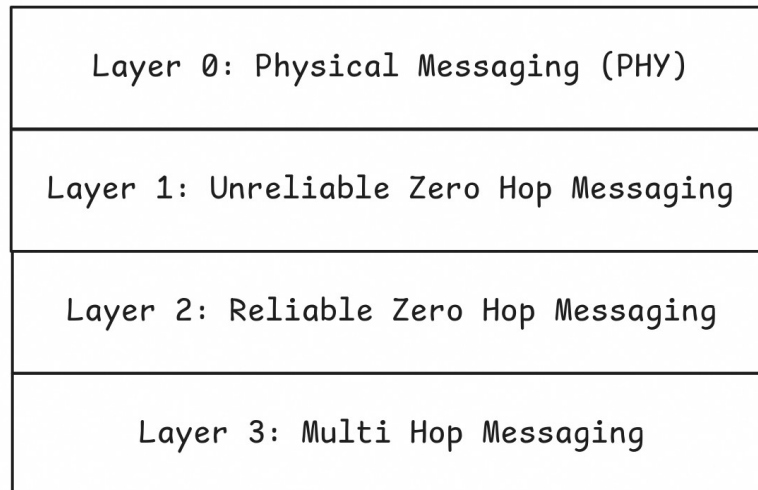 Layer 0: Physical Messaging (PHY)
Layer 1: Unreliable Zero Hop Messaging
Layer 2: Reliable Zero Hop Messaging
Layer 3: Multi Hop Messaging